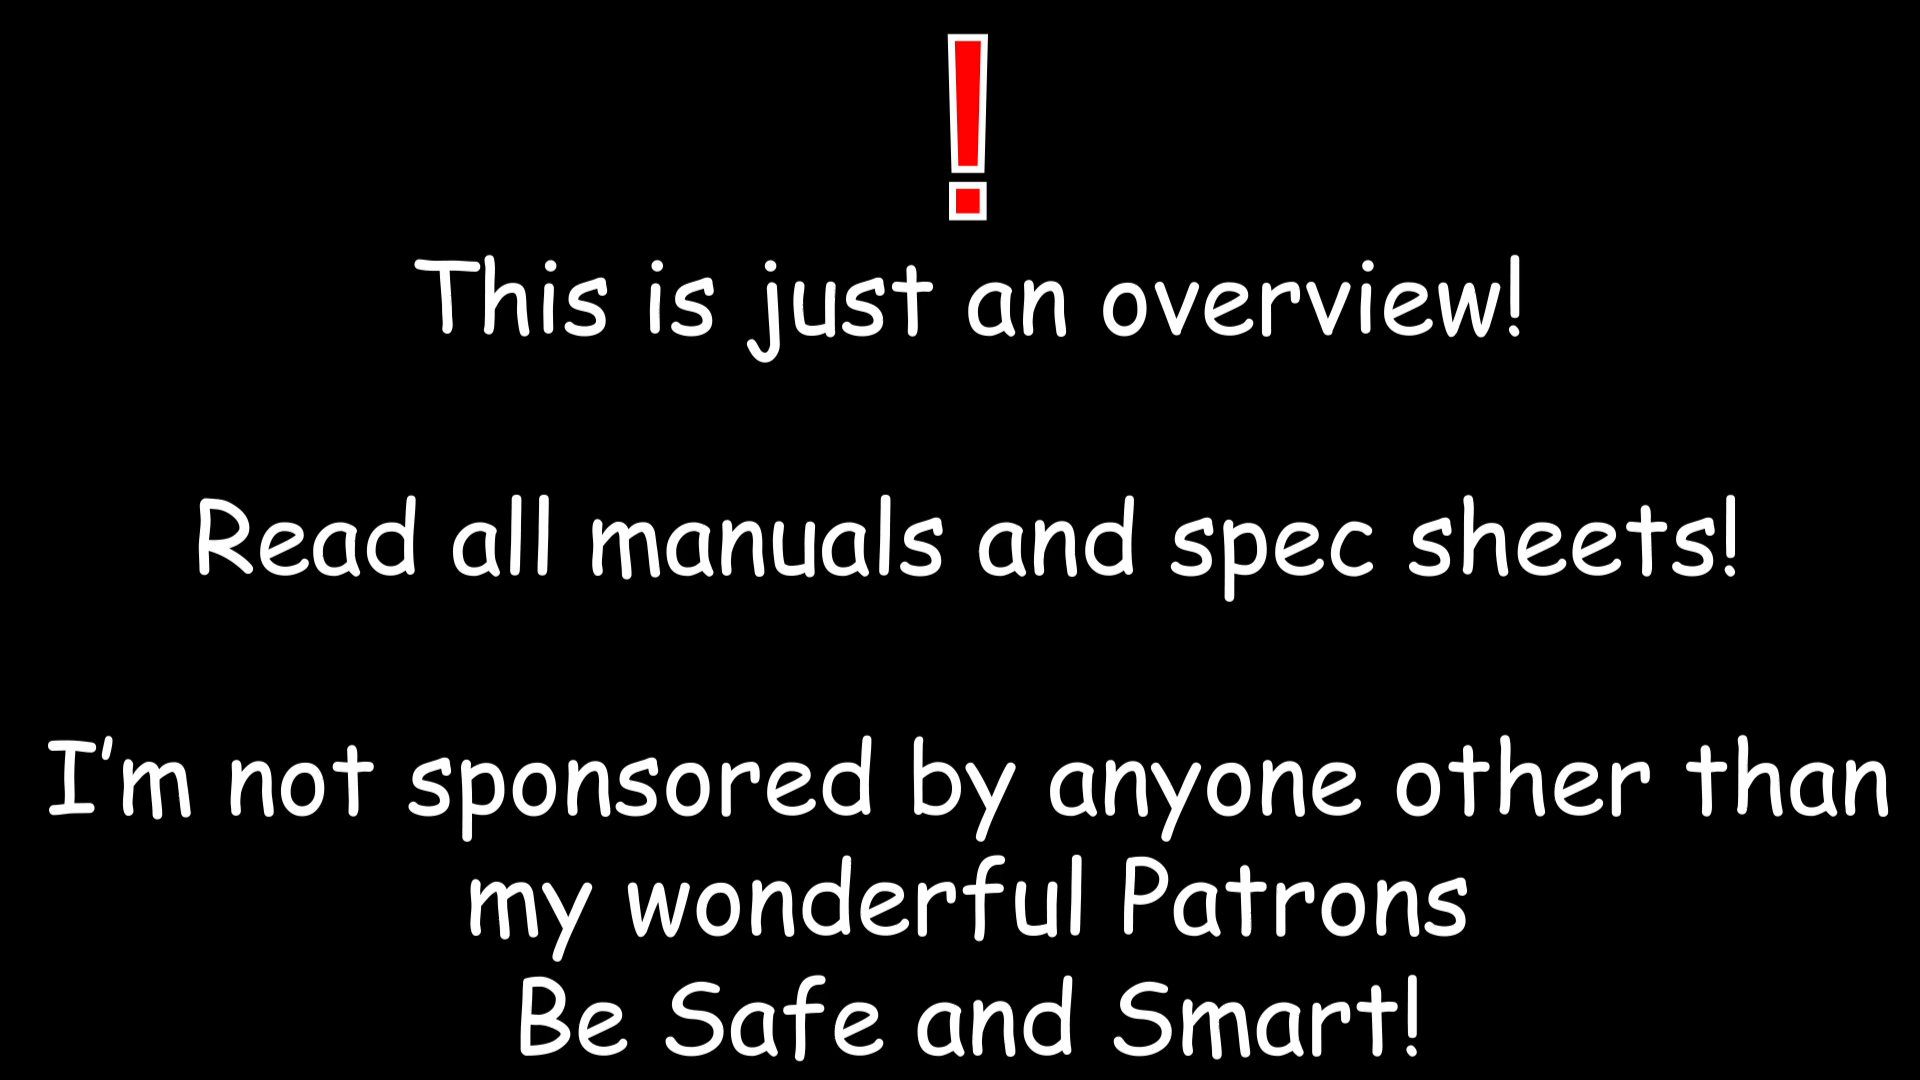 !
This is just an overview!
Read all manuals and spec sheets!
I'm not sponsored by anyone other than
my wonderful Patrons
Be Safe and Smart!